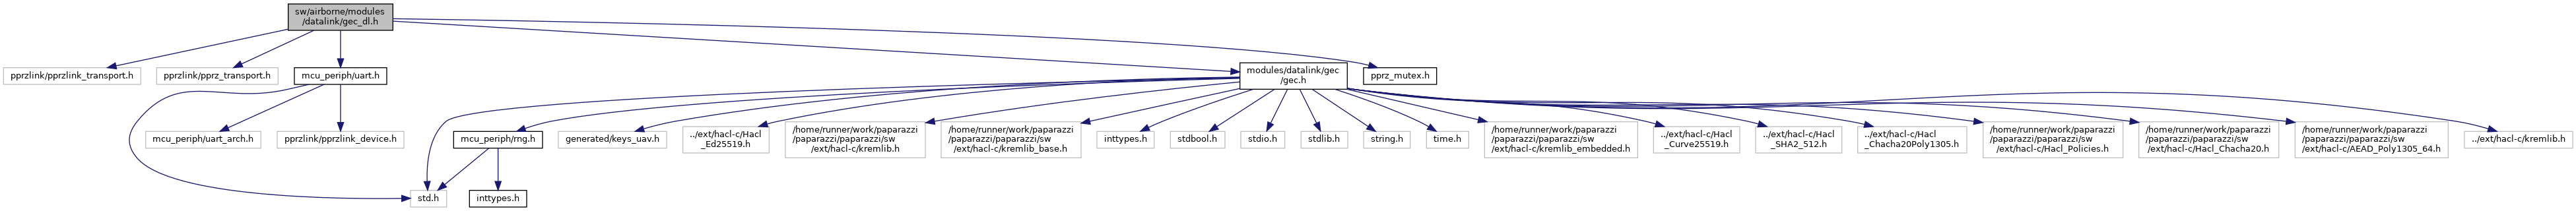 sw/airborne/modules
/datalink/gec_dl.h
pprzlink/pprzlink_transport.h
pprzlink/pprz_transport.h
mcu_periph/uart.h
modules/datalink/gec
/gec.h
pprz_mutex.h
mcu_periph/uart_arch.h
pprzlink/pprzlink_device.h
mcu_periph/rng.h
generated/keys_uav.h
../ext/hacl-c/Hacl
_Ed25519.h
/home/runner/work/paparazzi
/paparazzi/paparazzi/sw
/ext/hacl-c/kremlib.h
/home/runner/work/paparazzi
/paparazzi/paparazzi/sw
/ext/hacl-c/kremlib_base.h
inttypes.h
stdbool.h
stdio.h
stdlib.h
string.h
time.h
/home/runner/work/paparazzi
/paparazzi/paparazzi/sw
/ext/hacl-c/kremlib_embedded.h
../ext/hacl-c/Hacl
_Curve25519.h
../ext/hacl-c/Hacl
_SHA2_512.h
../ext/hacl-c/Hacl
_Chacha20Poly1305.h
/home/runner/work/paparazzi
/paparazzi/paparazzi/sw
/ext/hacl-c/Hacl_Policies.h
/home/runner/work/paparazzi
/paparazzi/paparazzi/sw
/ext/hacl-c/Hacl_Chacha20.h
/home/runner/work/paparazzi
/paparazzi/paparazzi/sw
/ext/hacl-c/AEAD_Poly1305_64.h
../ext/hacl-c/kremlib.h
std.h
inttypes.h